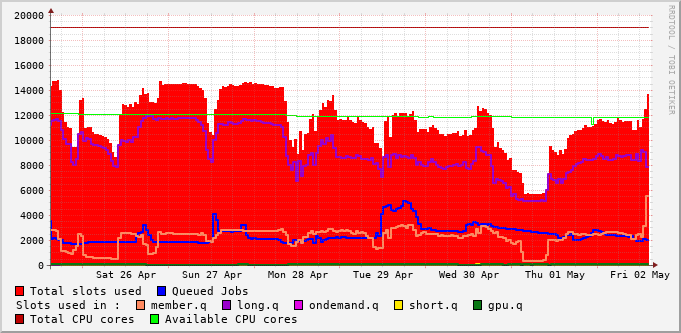 20000
18000
16000
14000
12000
10000
8000
6000
4000
2000
0
Sat 26 Apr Sun 27 Apr Mon 28 Apr Tue 29 Apr Wed 30 Apr Thu 01 May Fri 02 May
RRDTOOL / TOBI OETIKER
Total slots used Queued Jobs
Slots used in : member.q long.q ondemand.q short.q gpu.q
Total CPU cores Available CPU cores